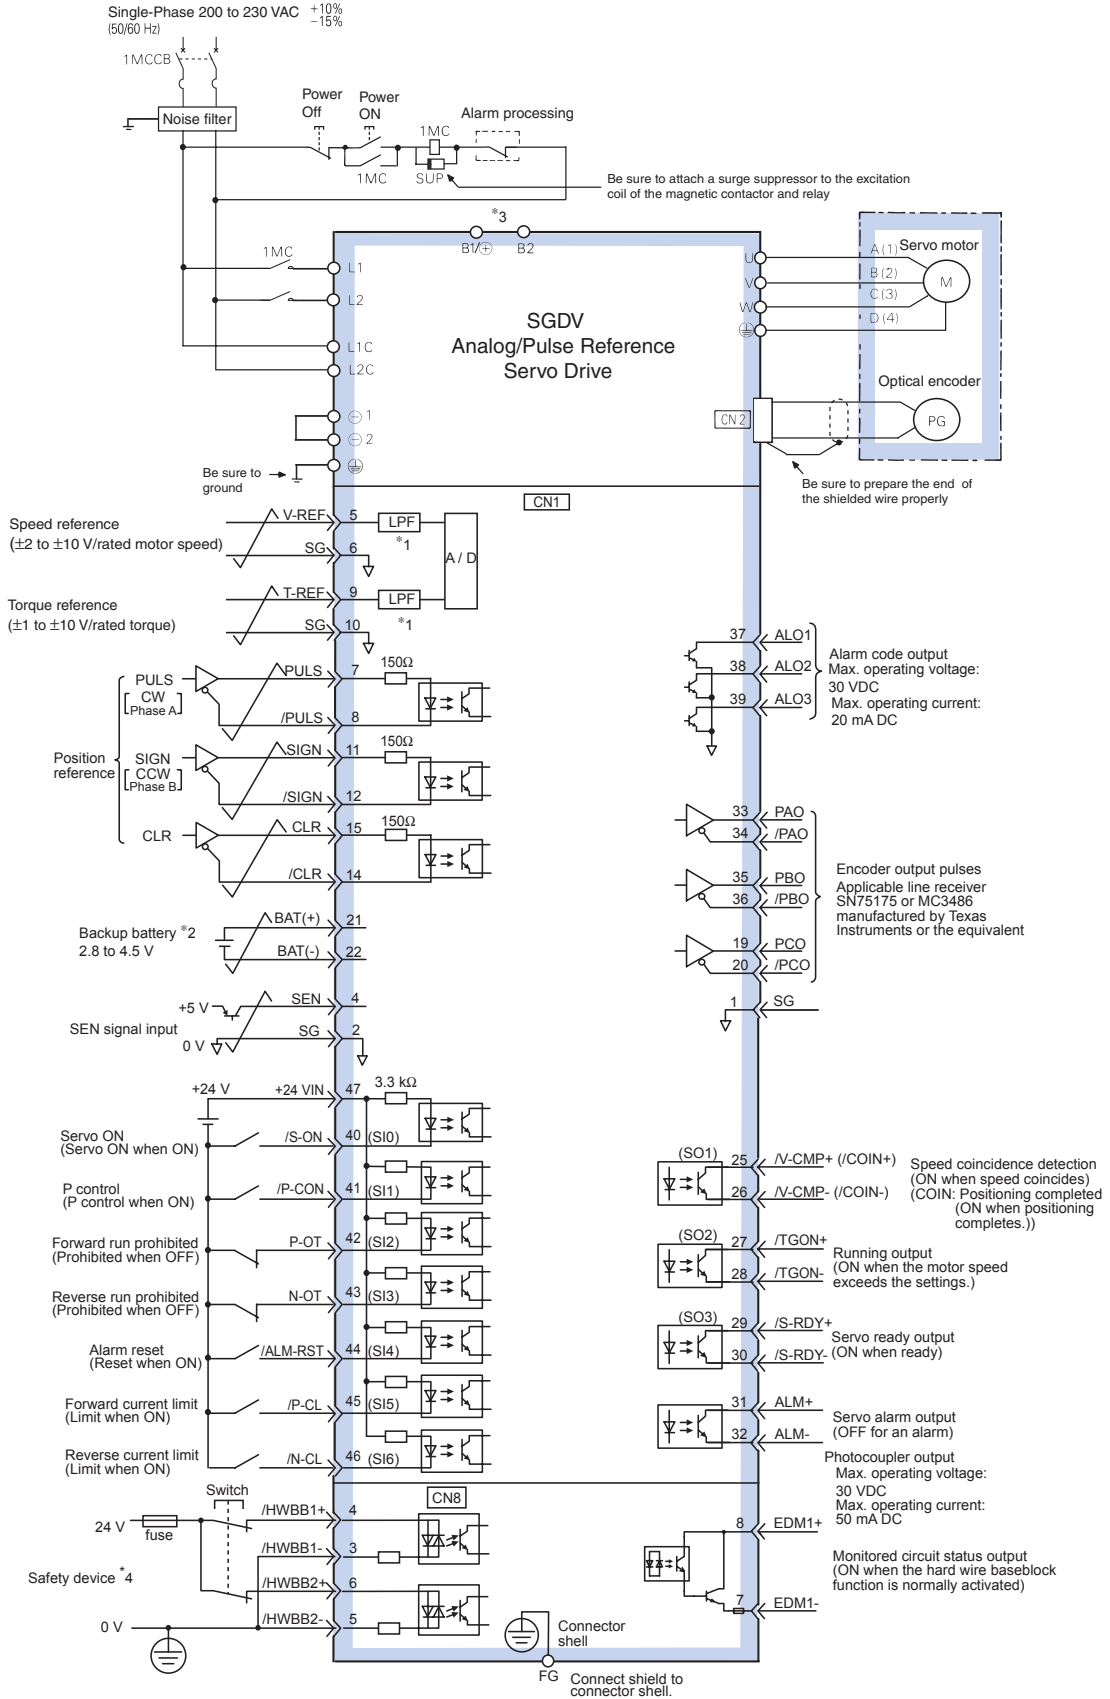 Single-Phase 200 to 230 VAC +10% −15%
(50/60 Hz)
1MCCB
Noise filter
Power Off
Power ON
Alarm processing
1MC
1MC
SUP
Be sure to attach a surge suppressor to the excitation
coil of the magnetic contactor and relay
*3
B1/⊕ B2
1MC
L1
L2
L1C
L2C
⊖ 1
⊖ 2
Be sure to
ground
SGDV
Analog/Pulse Reference
Servo Drive
U
V
W
A (1)
B (2)
C (3)
D (4)
Servo motor
M
Optical encoder
PG
CN 2
Be sure to prepare the end of
the shielded wire properly
CN1
Speed reference
(±2 to ±10 V/rated motor speed)
V-REF 5 LPF
*1
SG 6
A / D
Torque reference
(±1 to ±10 V/rated torque)
T-REF 9 LPF
*1
SG 10
Position
reference
PULS
[CW
Phase A]
PULS 7 150Ω
/PULS 8
SIGN
[CCW
Phase B]
SIGN 11 150Ω
/SIGN 12
CLR
CLR 15 150Ω
/CLR 14
Backup battery *2
2.8 to 4.5 V
BAT(+) 21
BAT(-) 22
+5 V
SEN 4
SEN signal input
0 V
SG 2
37 ALO1
38 ALO2
39 ALO3
Alarm code output
Max. operating voltage:
30 VDC
Max. operating current:
20 mA DC
33 PAO
34 /PAO
35 PBO
36 /PBO
19 PCO
20 /PCO
Encoder output pulses
Applicable line receiver
SN75175 or MC3486
manufactured by Texas
Instruments or the equivalent
1 SG
+24 V
+24 VIN 47 3.3 kΩ
Servo ON
(Servo ON when ON)
/S-ON 40 (SI0)
P control
(P control when ON)
/P-CON 41 (SI1)
Forward run prohibited
(Prohibited when OFF)
P-OT 42 (SI2)
Reverse run prohibited
(Prohibited when OFF)
N-OT 43 (SI3)
Alarm reset
(Reset when ON)
/ALM-RST 44 (SI4)
Forward current limit
(Limit when ON)
/P-CL 45 (SI5)
Reverse current limit
(Limit when ON)
/N-CL 46 (SI6)
(SO1) 25 /V-CMP+ (/COIN+)
26 /V-CMP- (/COIN-)
Speed coincidence detection
(ON when speed coincides)
(COIN: Positioning completed
(ON when positioning
completes.))
(SO2) 27 /TGON+
28 /TGON-
Running output
(ON when the motor speed
exceeds the settings.)
(SO3) 29 /S-RDY+
30 /S-RDY-
Servo ready output
(ON when ready)
31 ALM+
32 ALM-
Servo alarm output
(OFF for an alarm)
Photocoupler output
Max. operating voltage:
30 VDC
Max. operating current:
50 mA DC
CN8
Switch
24 V
fuse
/HWBB1+ 4
/HWBB1- 3
Safety device *4
/HWBB2+ 6
/HWBB2- 5
0 V
8 EDM1+
7 EDM1-
Monitored circuit status output
(ON when the hard wire baseblock
function is normally activated)
Connector
shell
FG
Connect shield to
connector shell.